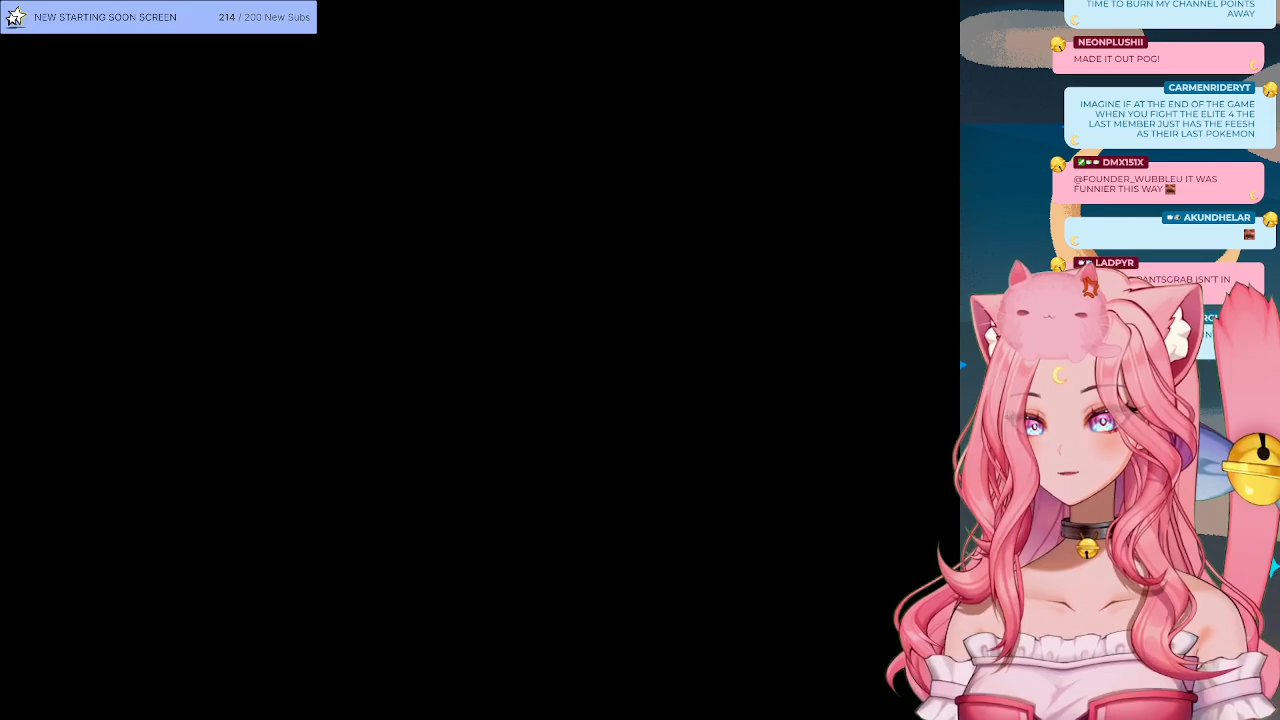 NEW STARTING SOON SCREEN 214 / 200 New Subs
TIME TO BURN MY CHANNEL POINTS
AWAY
NEONPLUSHII
MADE IT OUT POG!
CARMENRIDERYT
IMAGINE IF AT THE END OF THE GAME
WHEN YOU FIGHT THE ELITE 4 THE
LAST MEMBER JUST HAS THE FEESH
AS THEIR LAST POKEMON
DMX151X
@FOUNDER_WUBBLEU IT WAS
FUNNIER THIS WAY
AKUNDHELAR
LADPYR
ISN'T IN